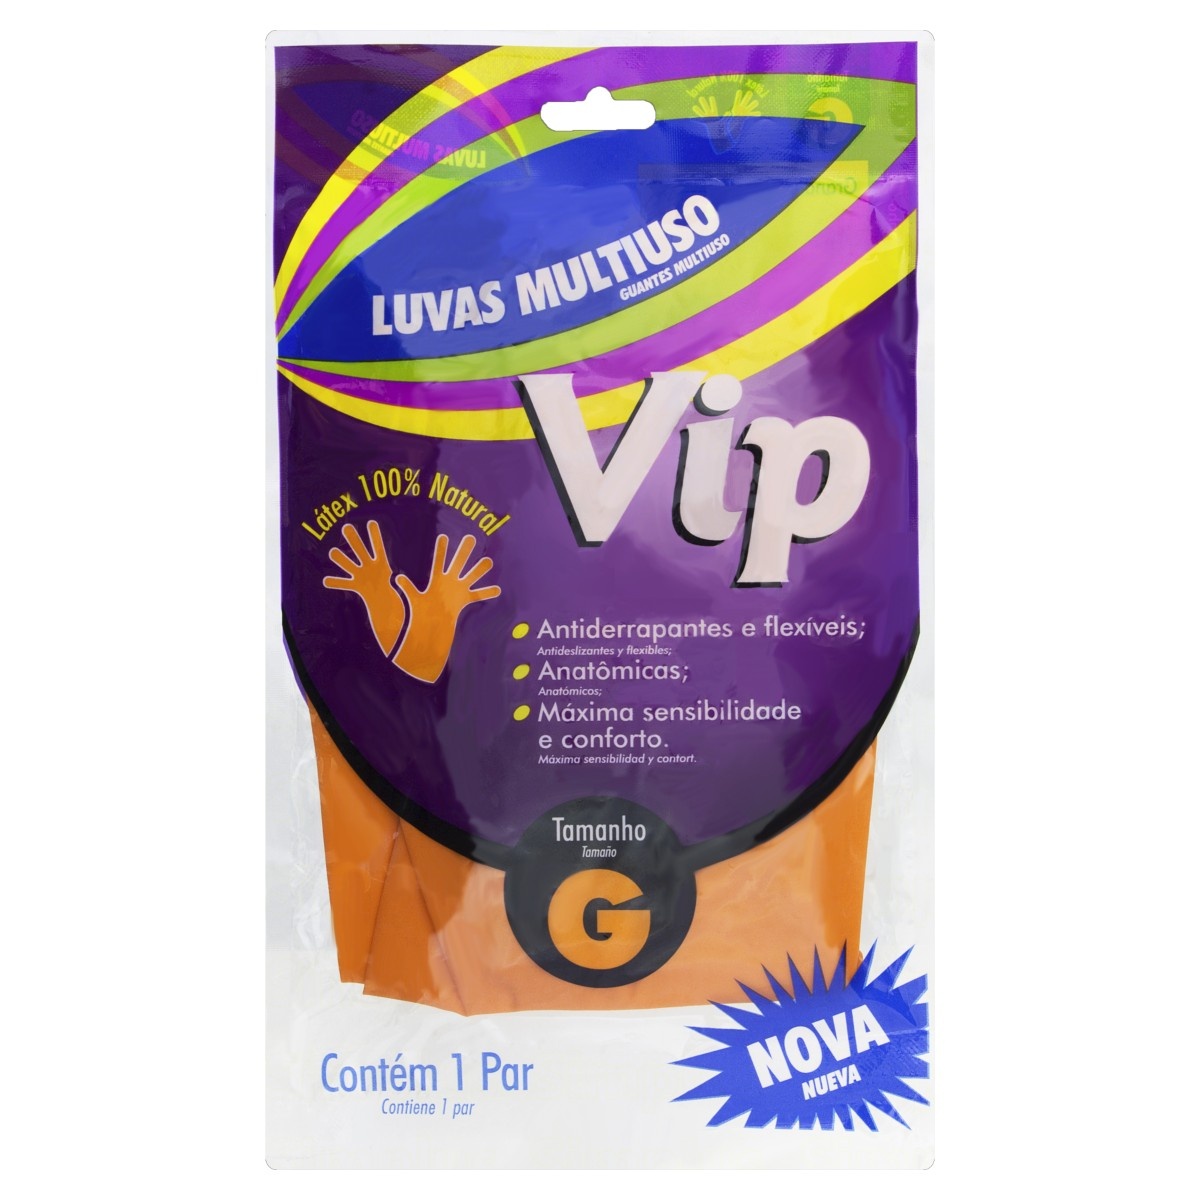 LUVAS MULTIUSO
GUANTES MULTIUSO
Vip
Látex 100% Natural
Antiderrapantes e flexíveis;
Antideslizantes y flexibles;
Anatômicas;
Anatómicos;
Máxima sensibilidade
e conforto.
Máxima sensibilidad y confort.
Tamanho
Tamaño
G
Contém 1 Par
Contiene 1 par
NOVA
NUEVA